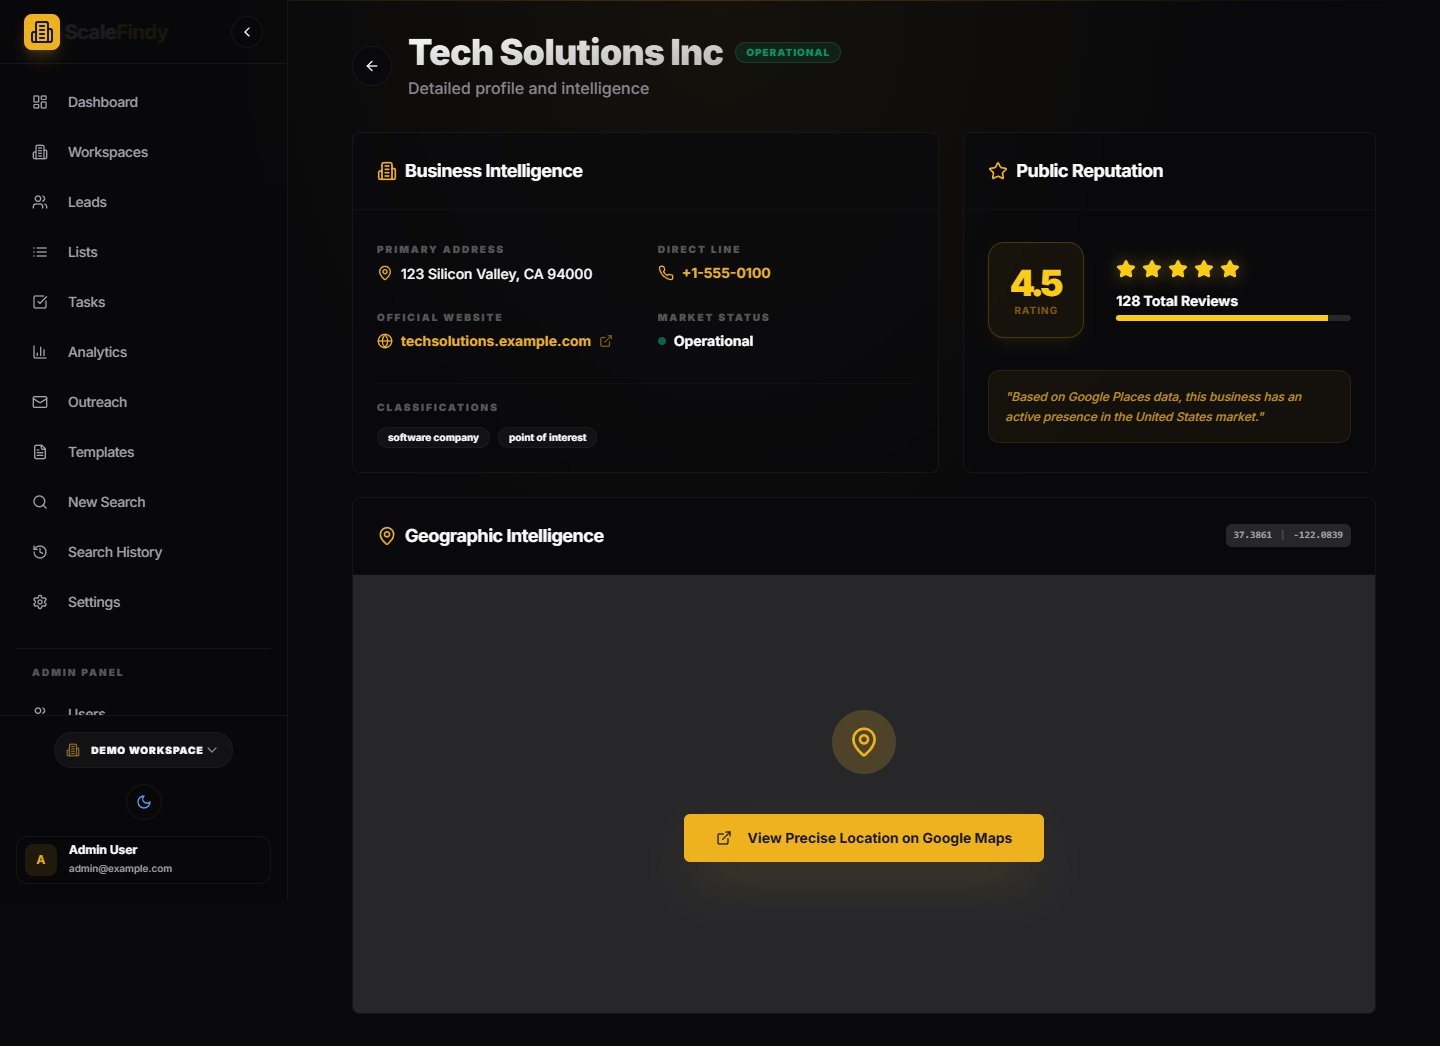 ScaleFindy
Dashboard
Workspaces
Leads
Lists
Tasks
Analytics
Outreach
Templates
New Search
Search History
Settings
ADMIN PANEL
Users
DEMO WORKSPACE
A
Admin User
admin@example.com
Tech Solutions Inc
OPERATIONAL
Detailed profile and intelligence
Business Intelligence
PRIMARY ADDRESS
123 Silicon Valley, CA 94000
DIRECT LINE
+1-555-0100
OFFICIAL WEBSITE
techsolutions.example.com
MARKET STATUS
Operational
CLASSIFICATIONS
software company
point of interest
Public Reputation
4.5
RATING
128 Total Reviews
"Based on Google Places data, this business has an
active presence in the United States market."
Geographic Intelligence
37.3861 | -122.0839
View Precise Location on Google Maps